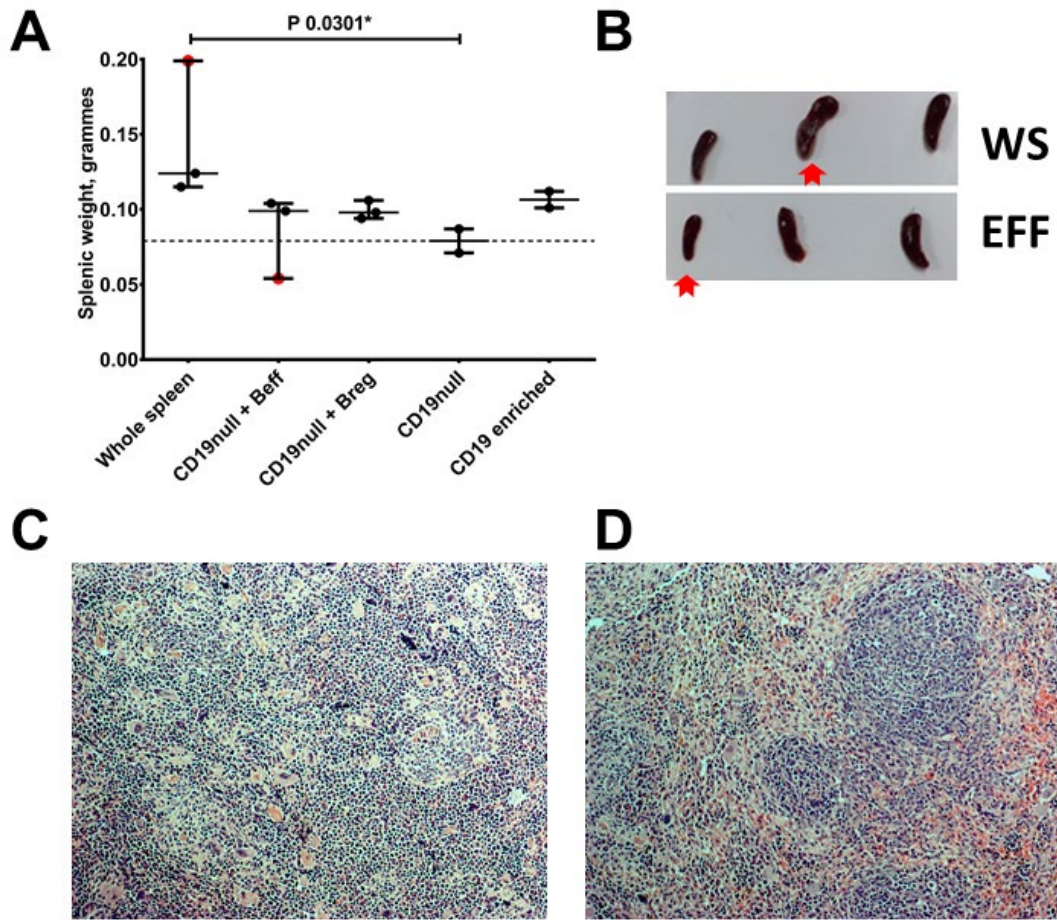 A
P 0.0301*
Splenic weight, grammes
0.20
0.15
0.10
0.05
0.00
Whole spleen
CD19null + Beff
CD19null + Breg
CD19null
CD19 enriched
B
WS
EFF
C
D